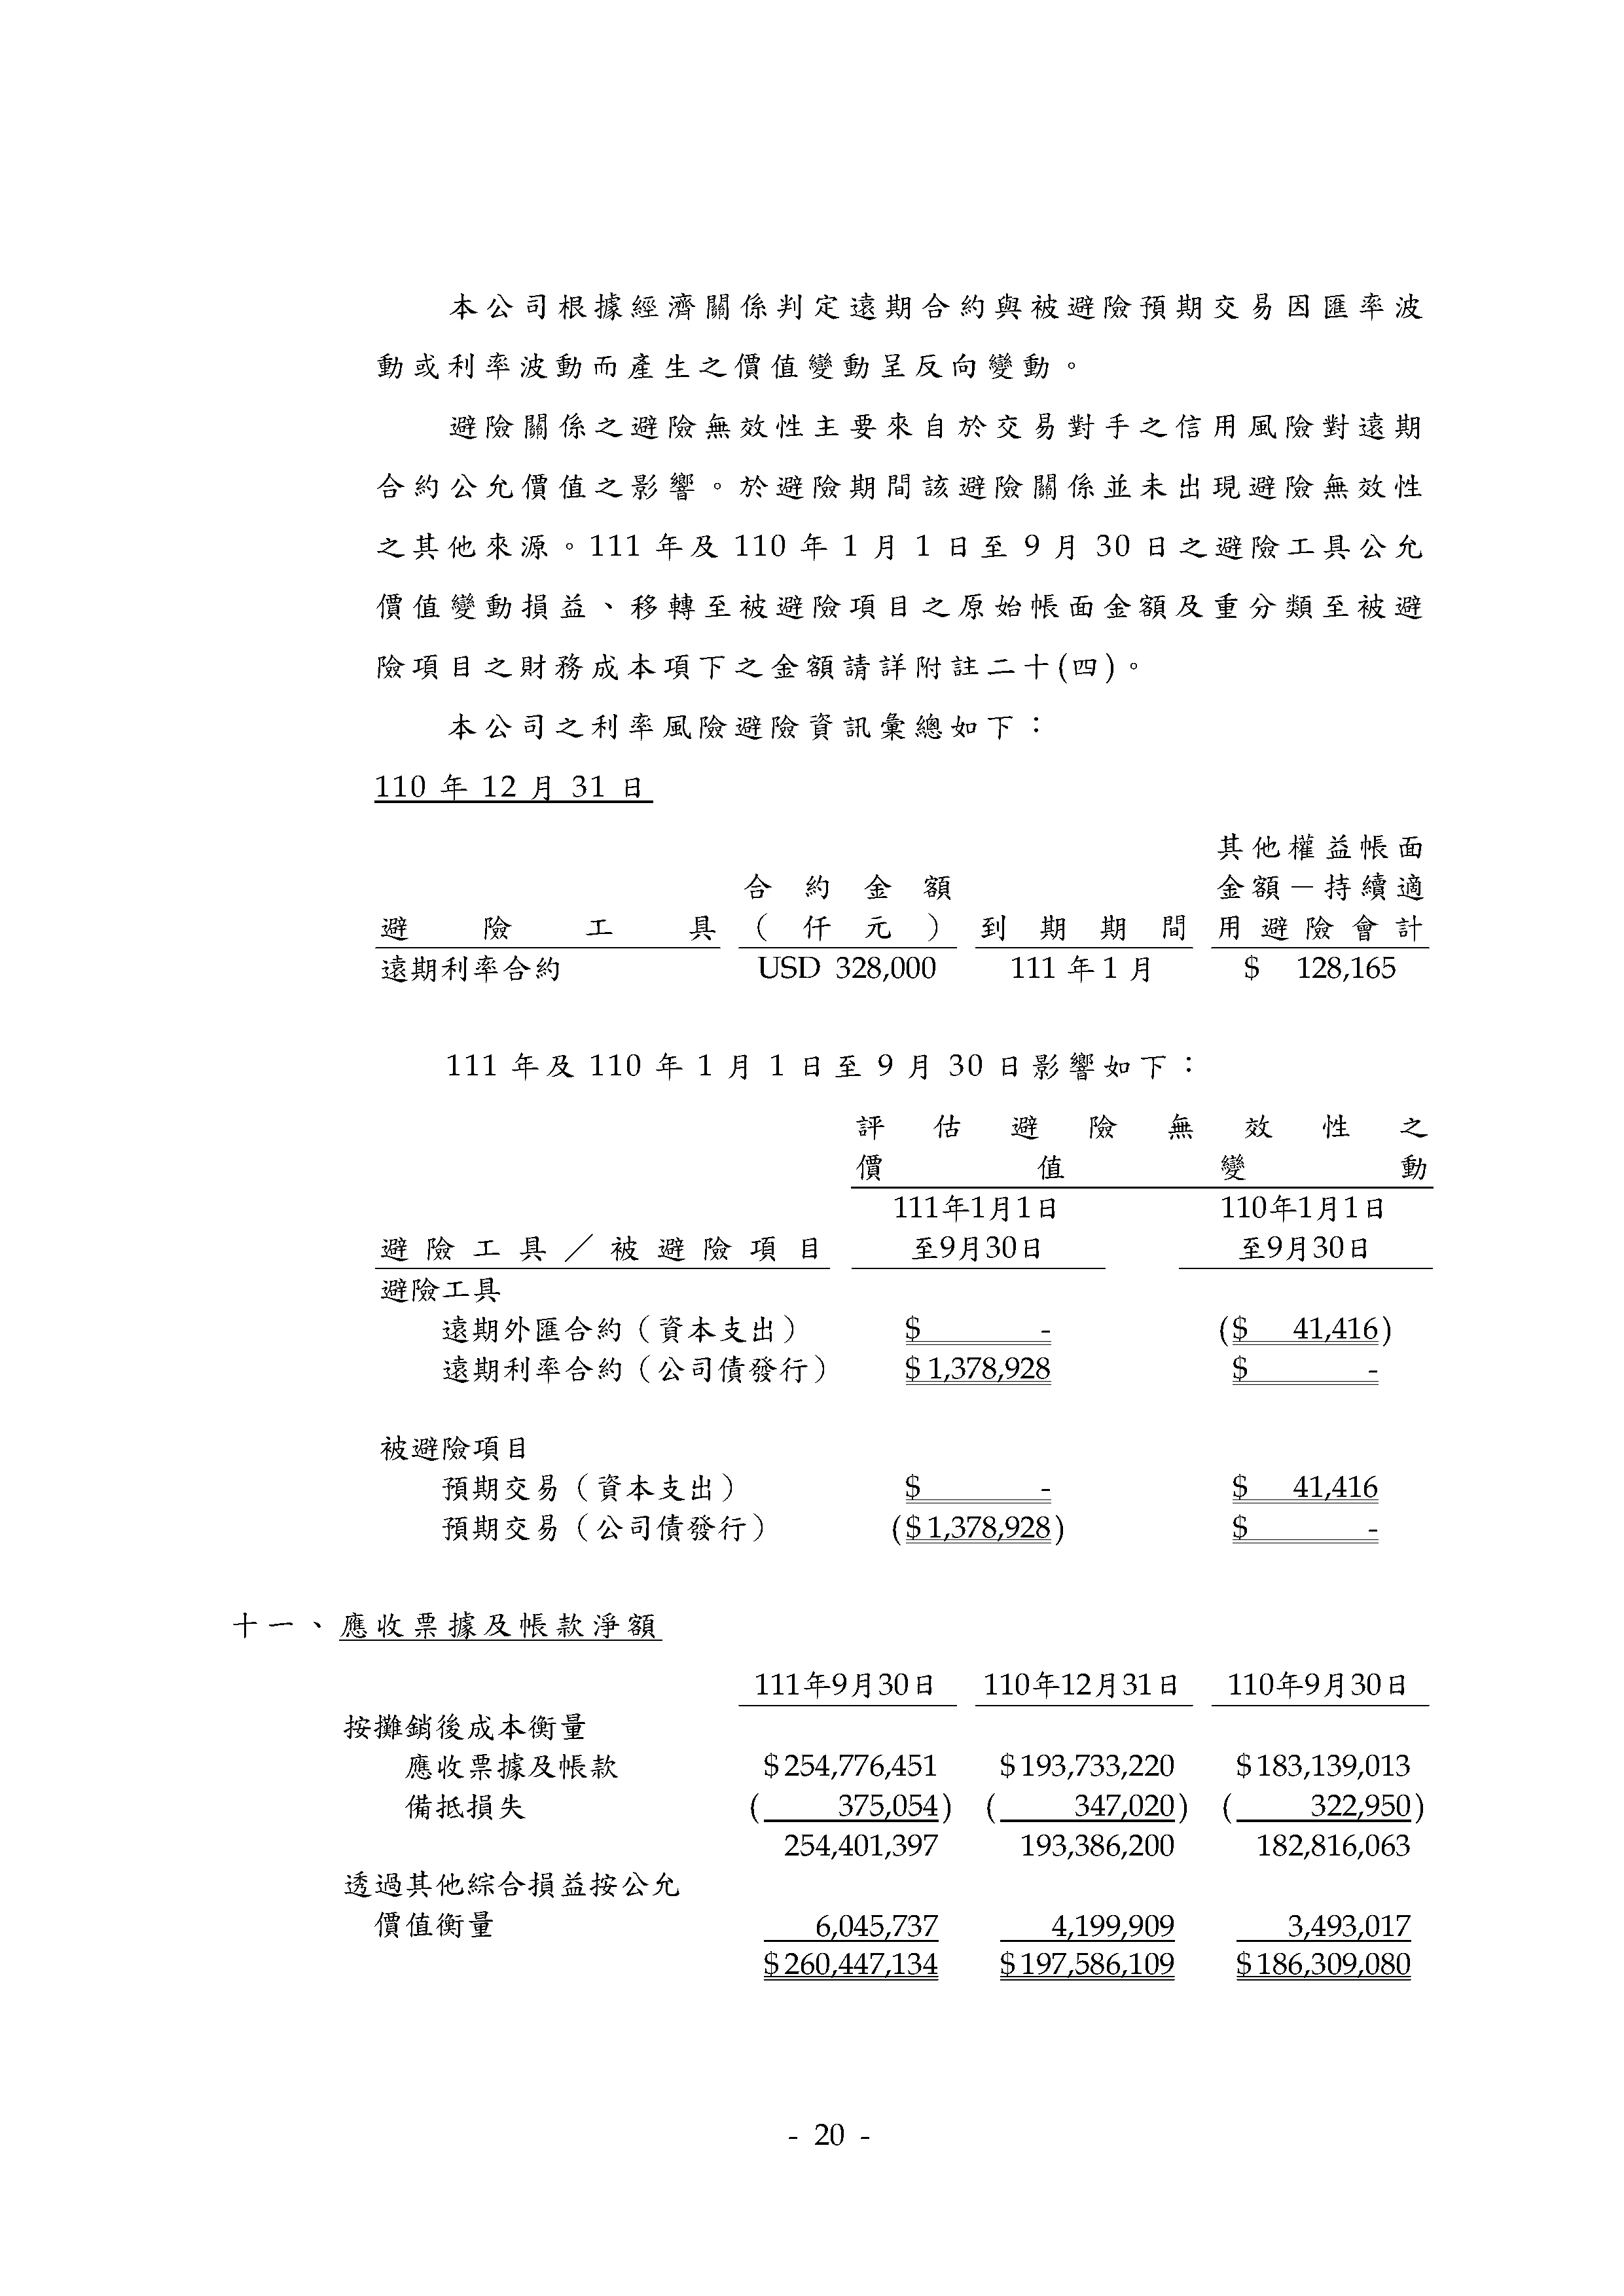 本公司根據經濟關係判定遠期合約與被避險預期交易因匯率波
動或利率波動而產生之價值變動呈反向變動。
避險關係之避險無效性主要來自於交易對手之信用風險對遠期
合約公允價值之影響。於避險期間該避險關係並未出現避險無效性
之其他來源。111 年及 110 年 1 月 1 日至 9 月 30 日之避險工具公允
價值變動損益、移轉至被避險項目之原始帳面金額及重分類至被避
險項目之財務成本項下之金額請詳附註二十(四)。
本公司之利率風險避險資訊彙總如下：
110 年 12 月 31 日
其他權益帳面
合約金額 金額－持續適
避險工具 （仟元） 到期期間 用避險會計
遠期利率合約 USD 328,000 111 年 1 月 $ 128,165
111 年及 110 年 1 月 1 日至 9 月 30 日影響如下：
評估避險無效性之
價值變動
111年1月1日 110年1月1日
避險工具／被避險項目 至9月30日 至9月30日
避險工具
遠期外匯合約（資本支出） $ - ($ 41,416)
遠期利率合約（公司債發行） $ 1,378,928 $ -
被避險項目
預期交易（資本支出） $ - $ 41,416
預期交易（公司債發行） ($ 1,378,928) $ -
十一、應收票據及帳款淨額
111年9月30日 110年12月31日 110年9月30日
按攤銷後成本衡量
應收票據及帳款 $ 254,776,451 $ 193,733,220 $ 183,139,013
備抵損失 ( 375,054) ( 347,020) ( 322,950)
254,401,397 193,386,200 182,816,063
透過其他綜合損益按公允
價值衡量 6,045,737 4,199,909 3,493,017
$ 260,447,134 $ 197,586,109 $ 186,309,080
- 20 -